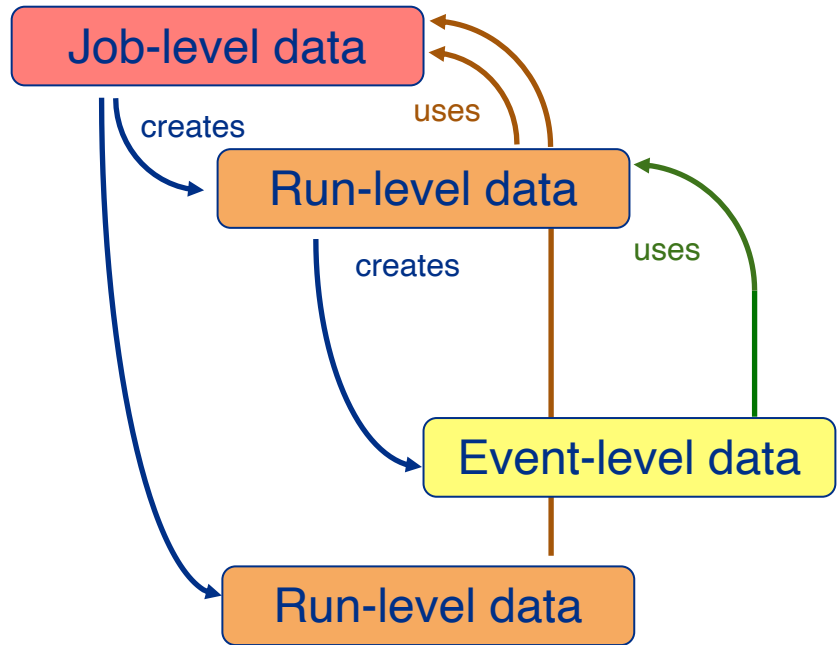 Job-level data
creates
uses
Run-level data
creates
uses
Event-level data
Run-level data